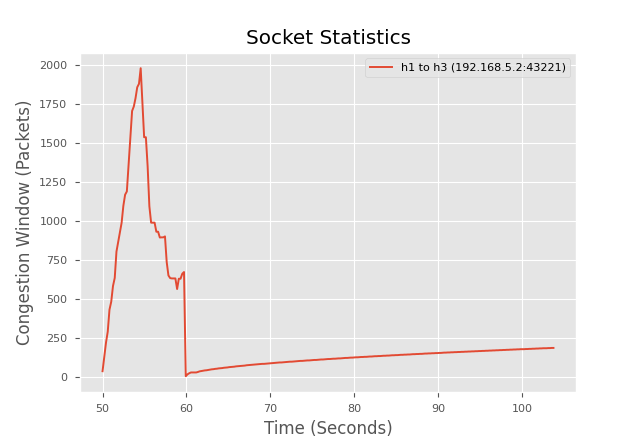 Socket Statistics
h1 to h3 (192.168.5.2:43221)
Congestion Window (Packets)
2000
1750
1500
1250
1000
750
500
250
0
50 60 70 80 90 100
Time (Seconds)